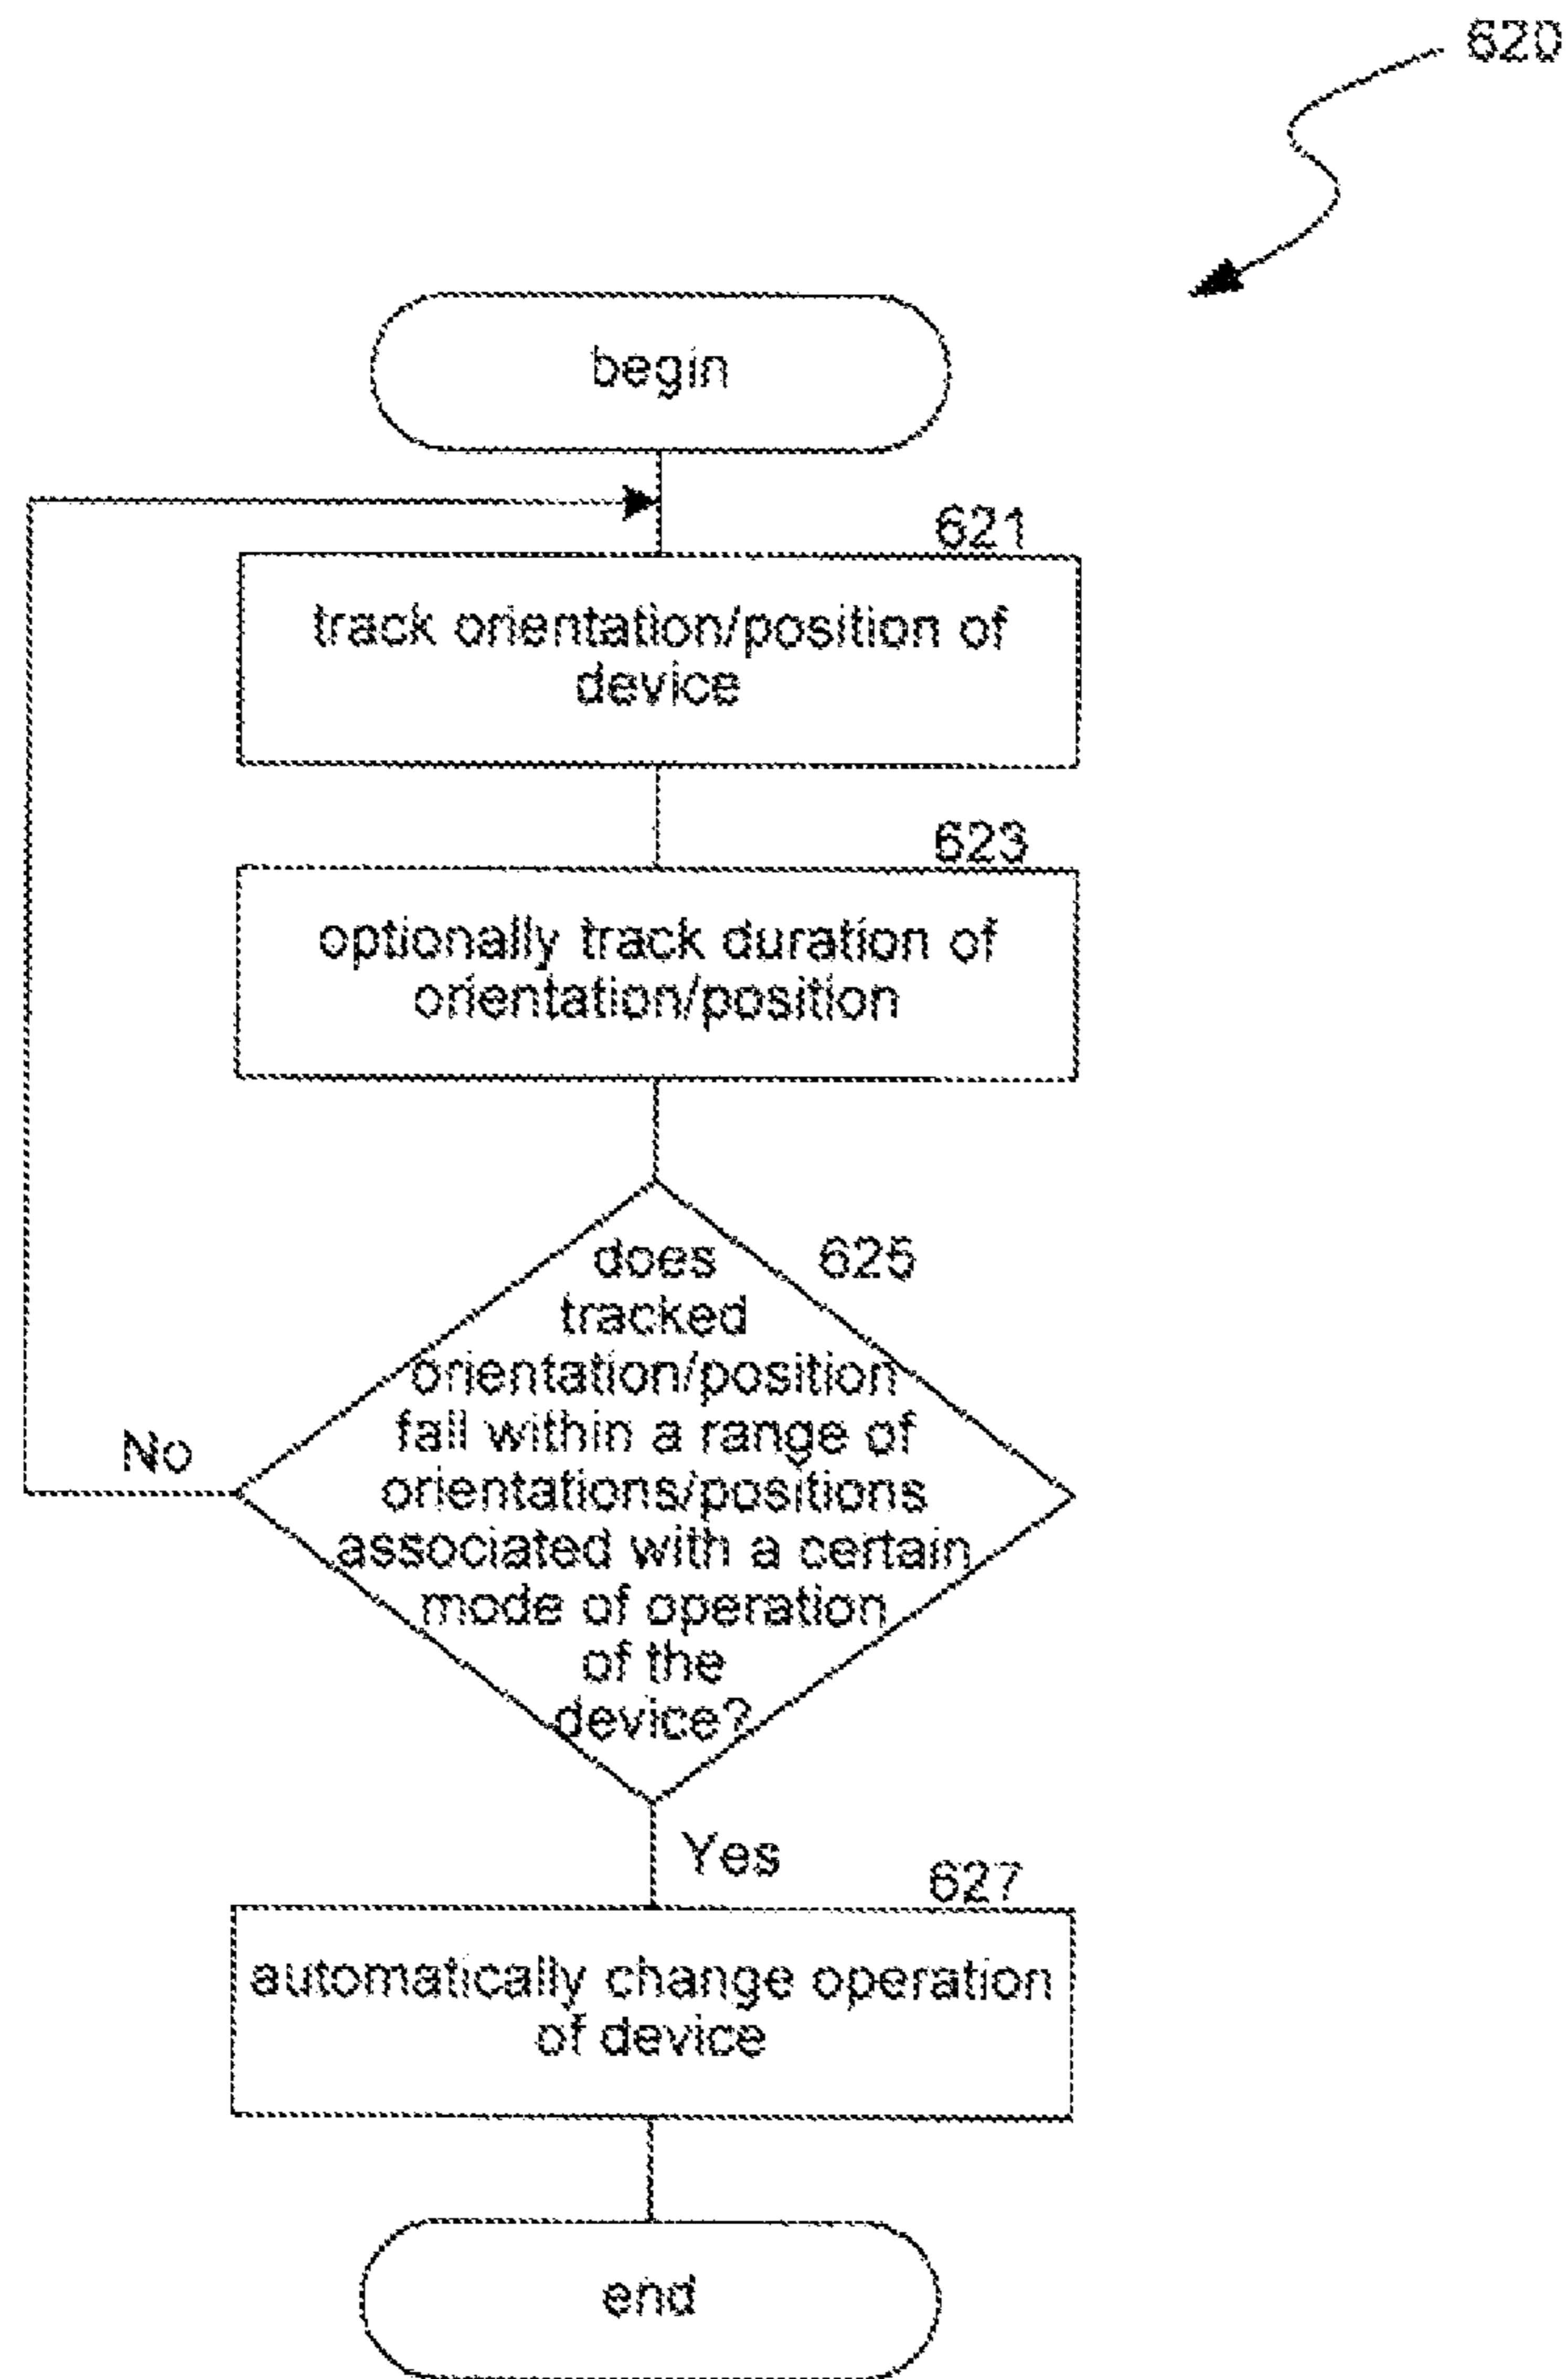 620
begin
621
track orientation/position of
device
623
optionally track duration of
orientation/position
625
does
tracked
orientation/position
fall within a range of
orientations/positions
associated with a certain
mode of operation
of the
device?
No
Yes
627
automatically change operation
of device
end